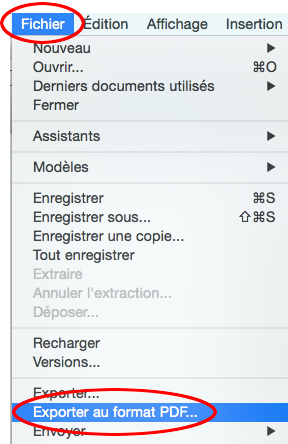 Fichier Édition Affichage Insertion
Nouveau ▶
Ouvrir... ⌘O
Derniers documents utilisés ▶
Fermer
Assistants ▶
Modèles ▶
Enregistrer ⌘S
Enregistrer sous... ⇧⌘S
Enregistrer une copie...
Tout enregistrer
Extraire
Annuler l'extraction...
Déposer...
Recharger
Versions...
Exporter...
Exporter au format PDF...
Envoyer ▶